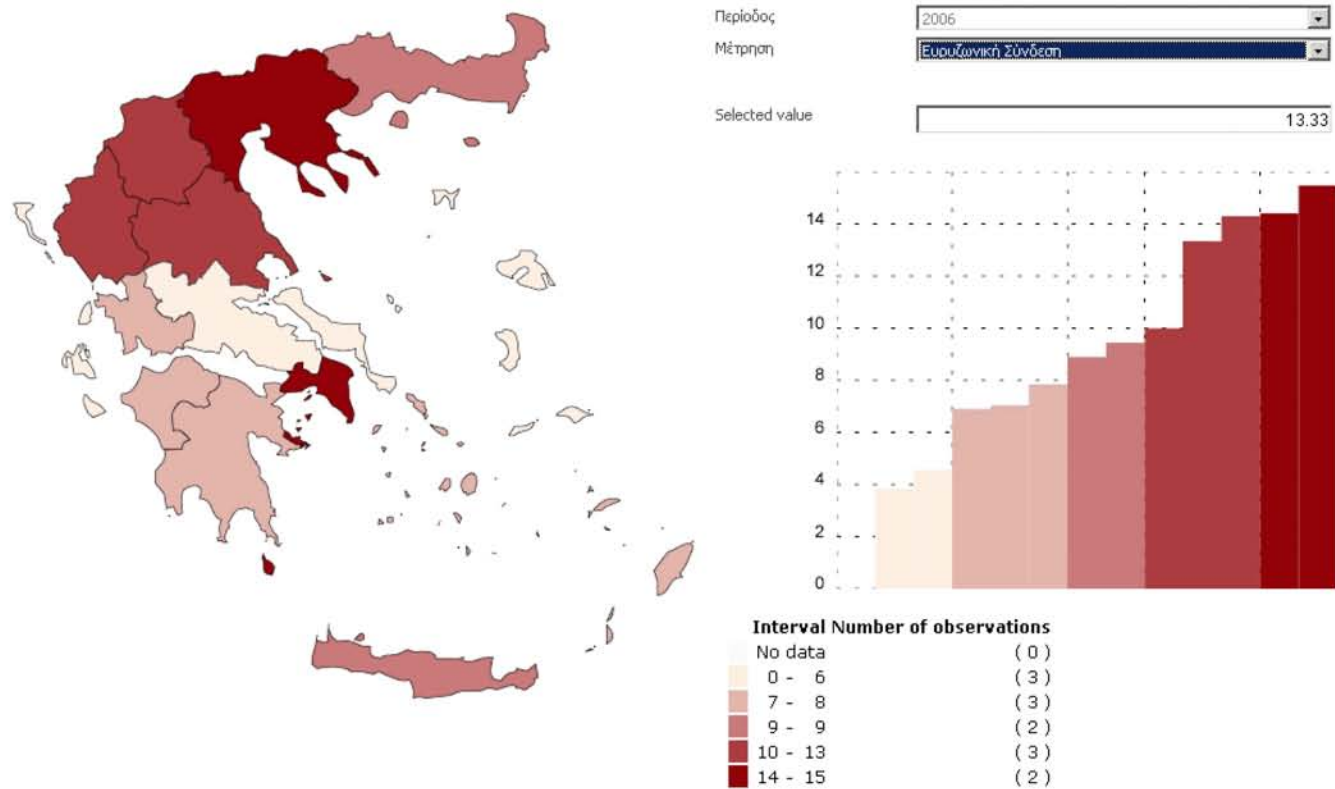 Περίοδος 2006
Μέτρηση Ευρυζωνική Σύνδεση
Selected value 13.33
14
12
10
8
6
4
2
0
Interval Number of observations
No data ( 0 )
0 - 6 ( 3 )
7 - 8 ( 3 )
9 - 9 ( 2 )
10 - 13 ( 3 )
14 - 15 ( 2 )